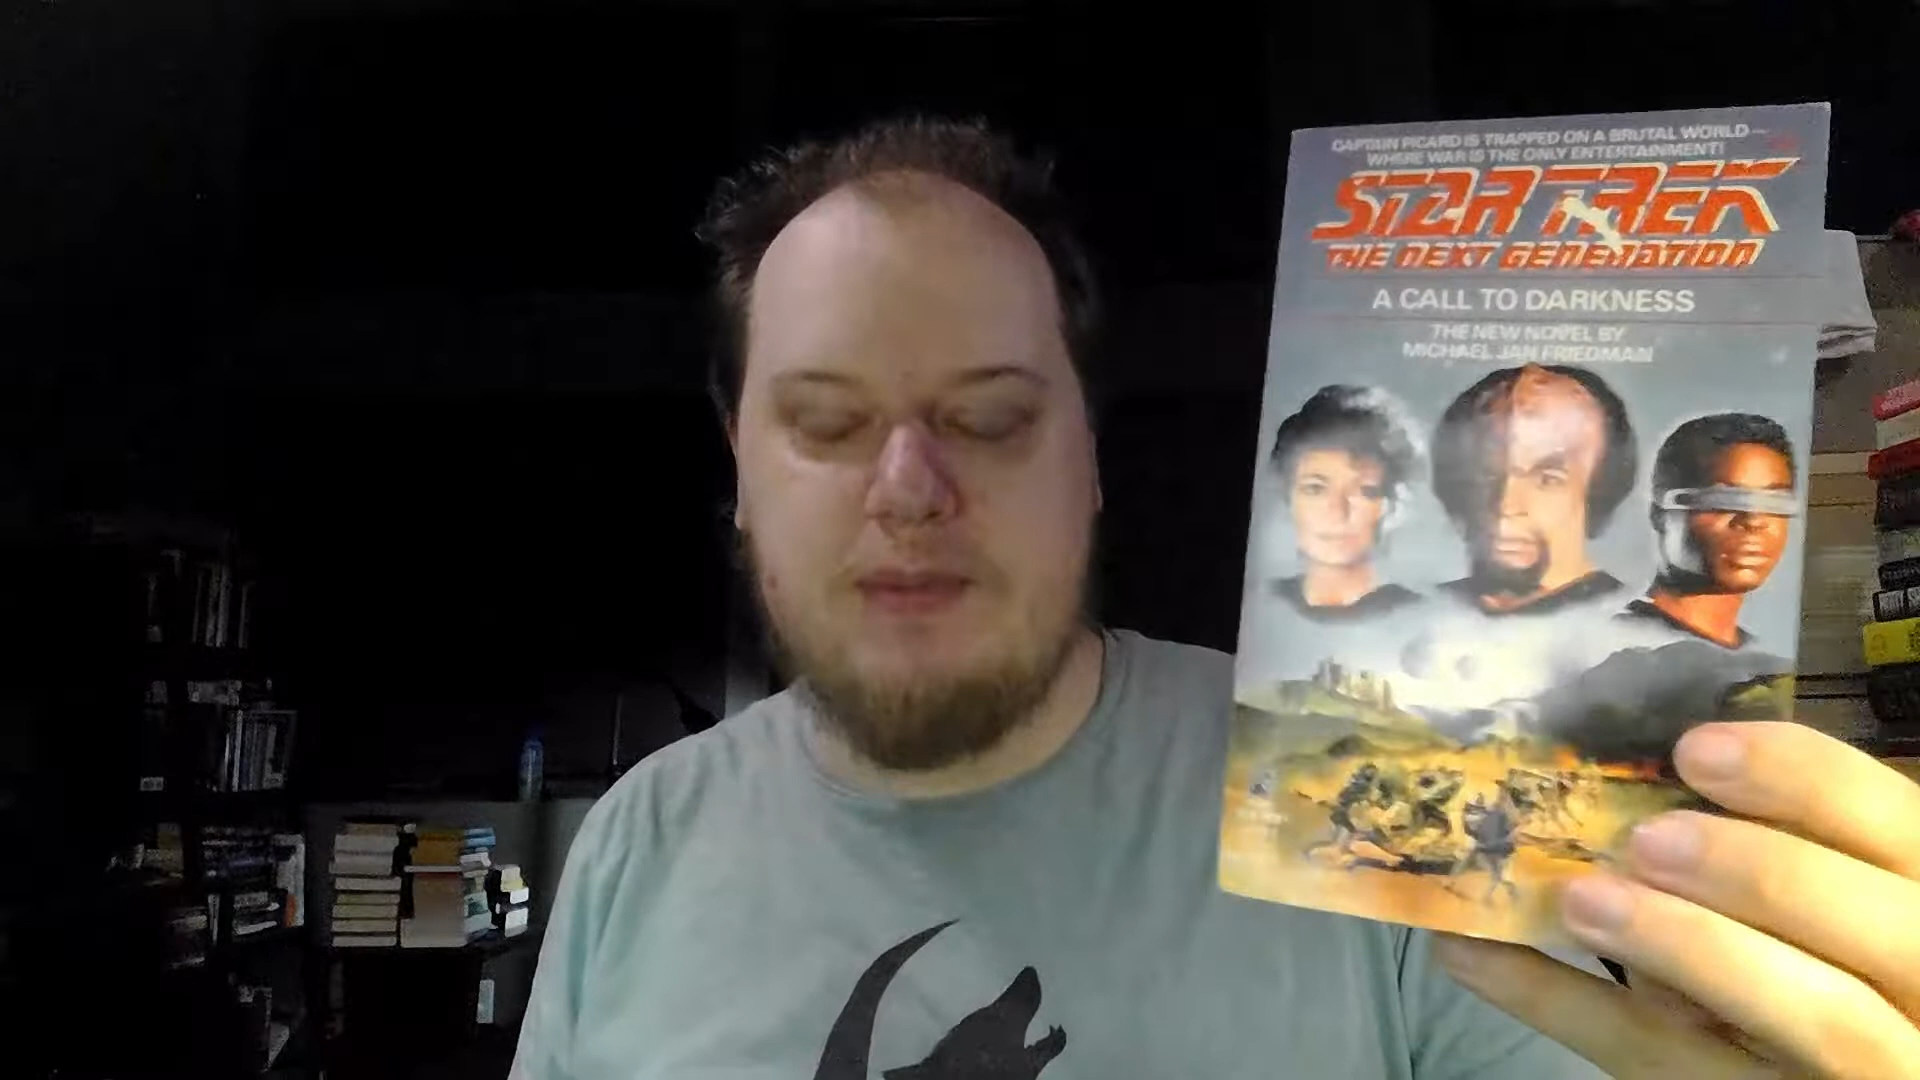 CAPTAIN PICARD IS TRAPPED ON A BRUTAL WORLD—
WHERE WAR IS THE ONLY ENTERTAINMENT!
STAR TREK
THE NEXT GENERATION
A CALL TO DARKNESS
THE NEW NOVEL BY
MICHAEL JAN FRIEDMAN